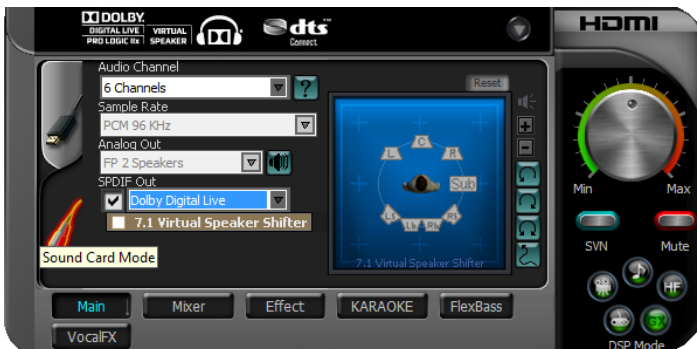 DOLBY.
DIGITAL LIVE
PRO LOGIC IIx
VIRTUAL
SPEAKER
dts
Connect
HDMI
Audio Channel
6 Channels
?
Reset
Sample Rate
PCM 96 KHz
Analog Out
FP 2 Speakers
SPDIF Out
Dolby Digital Live
7.1 Virtual Speaker Shifter
Sound Card Mode
L
C
R
Sub
L1
Lb
Rb
R1
7.1 Virtual Speaker Shifter
Min
Max
SVN
Mute
HF
GX
DSP Mode
Main
Mixer
Effect
KARAOKE
FlexBass
VocalFX